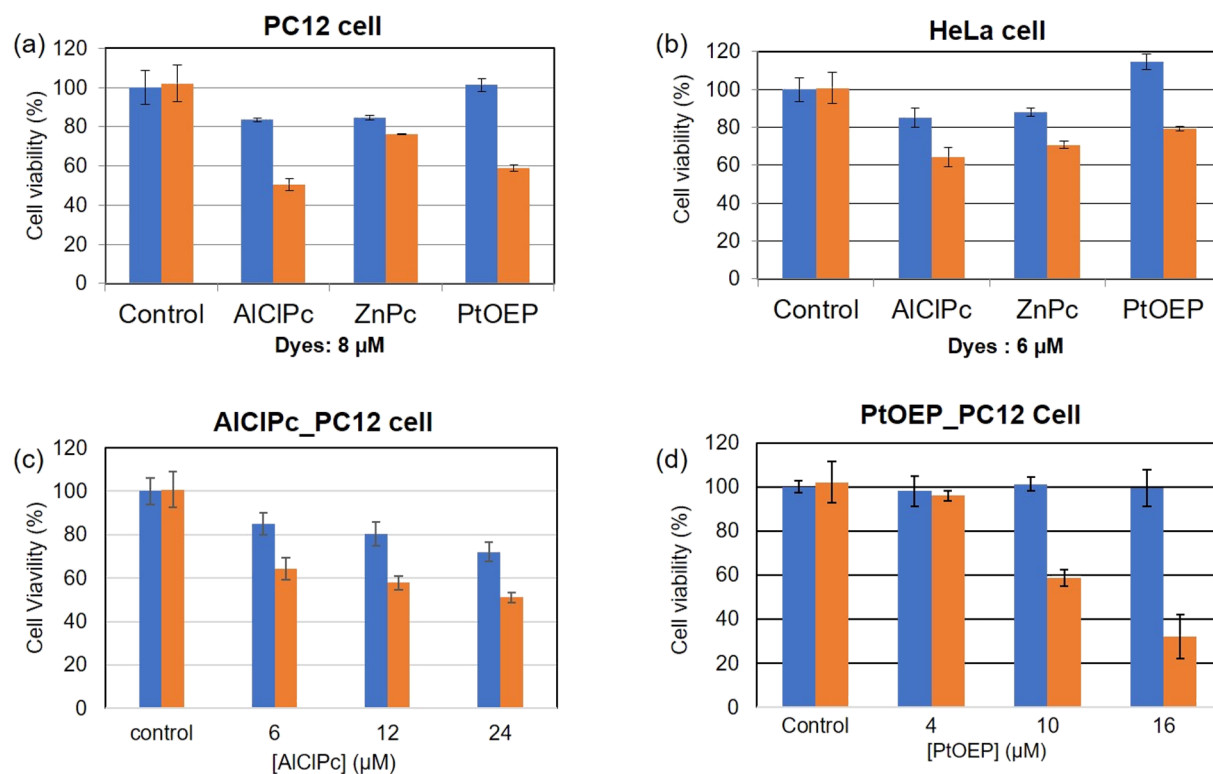 (a)
PC12 cell
Cell viability (%)
120
100
80
60
40
20
0
Control AlClPc ZnPc PtOEP
Dyes: 8 µM
(b)
HeLa cell
Cell viability (%)
120
100
80
60
40
20
0
Control AlClPc ZnPc PtOEP
Dyes : 6 µM
(c)
AlClPc_PC12 cell
Cell Viavility (%)
120
100
80
60
40
20
0
control 6 12 24
[AlClPc] (µM)
(d)
PtOEP_PC12 Cell
Cell viability (%)
120
100
80
60
40
20
0
Control 4 10 16
[PtOEP] (µM)